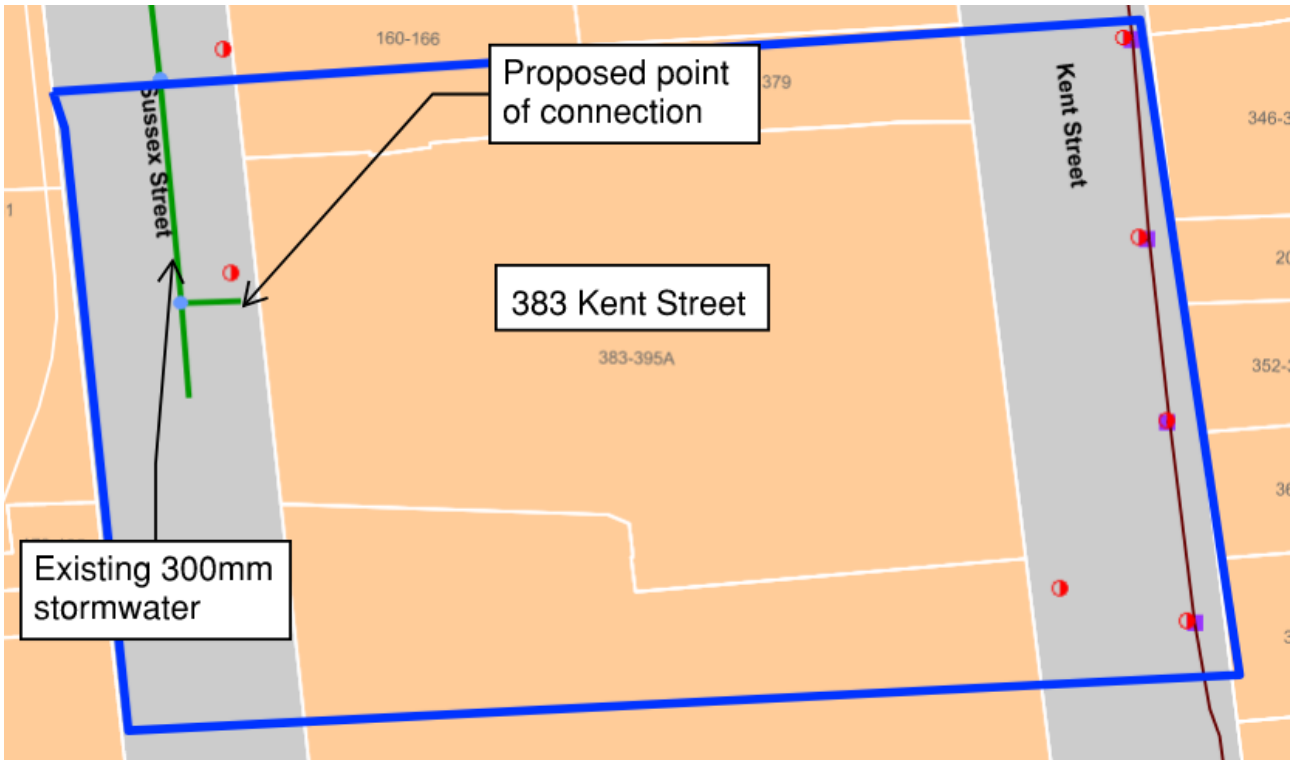 160-166
Proposed point
of connection
379
Kent Street
346-3
Sussex Street
1
20
383 Kent Street
383-395A
352-3
36
Existing 300mm
stormwater
3